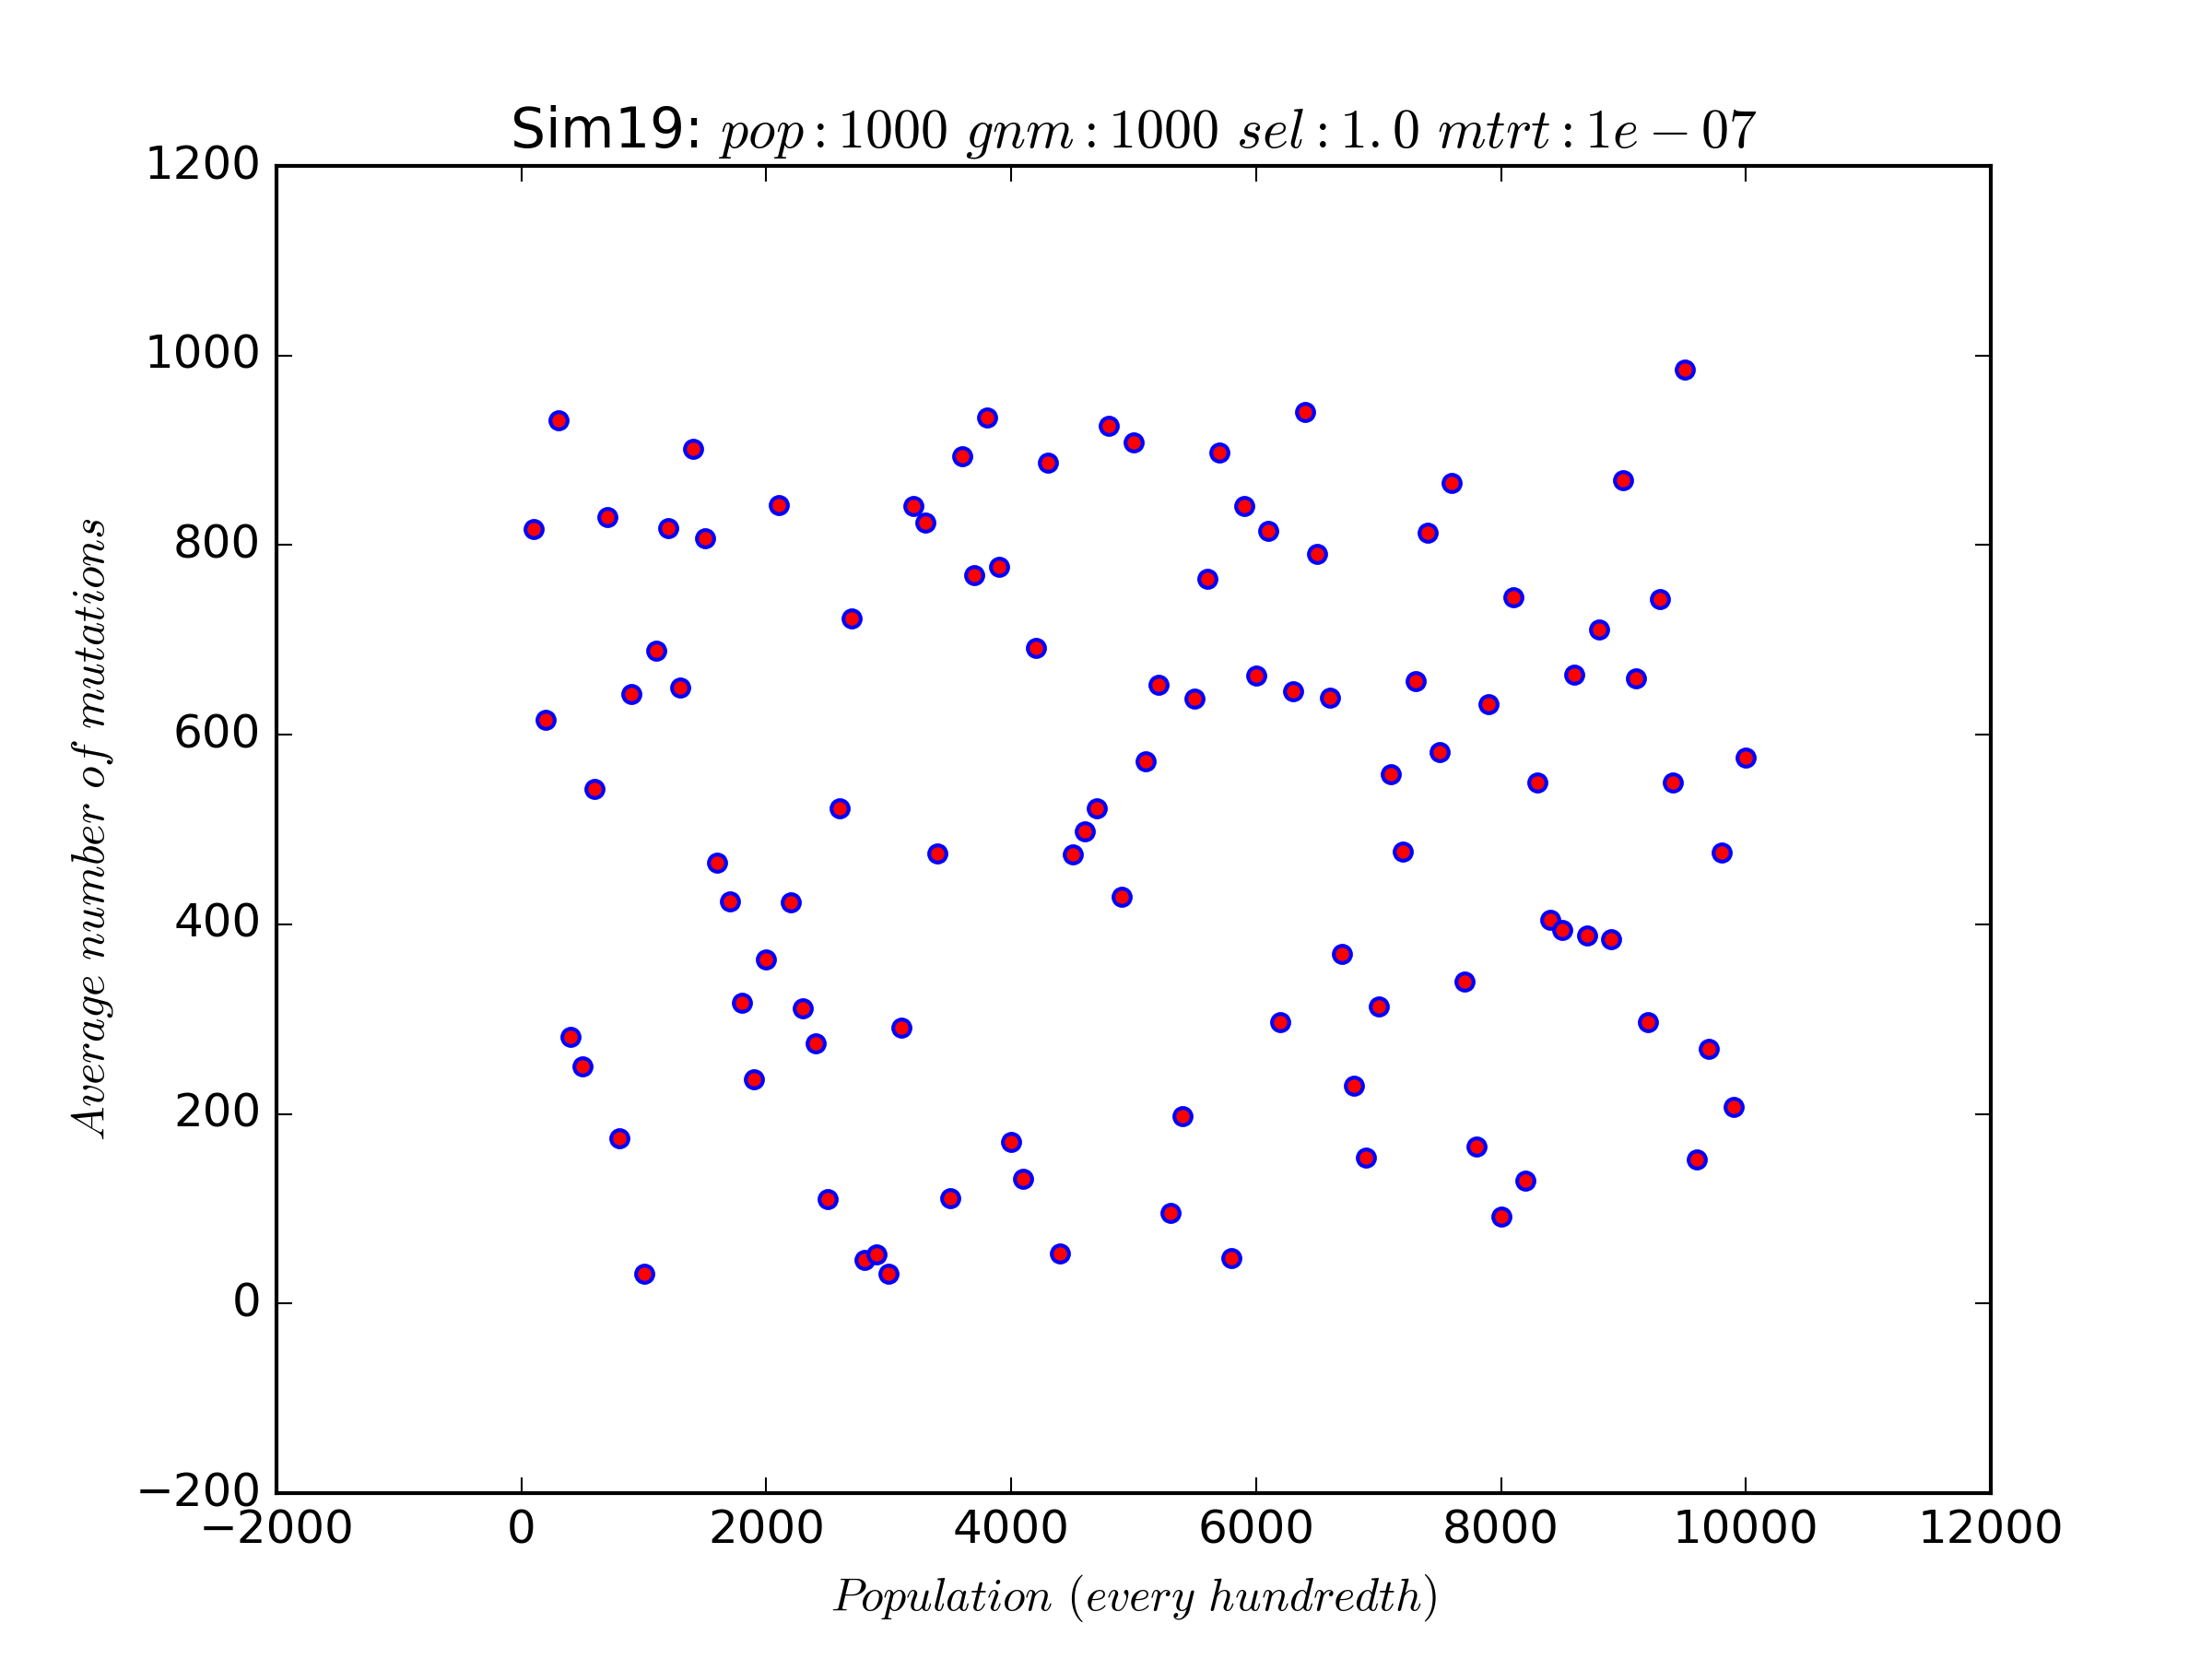 Sim19: pop : 1000 gnm : 1000 sel : 1.0 mtrt : 1e − 07
1200
1000
800
600
400
200
0
−200
Average number of mutations
−2000 0 2000 4000 6000 8000 10000 12000
Population (every hundredth)